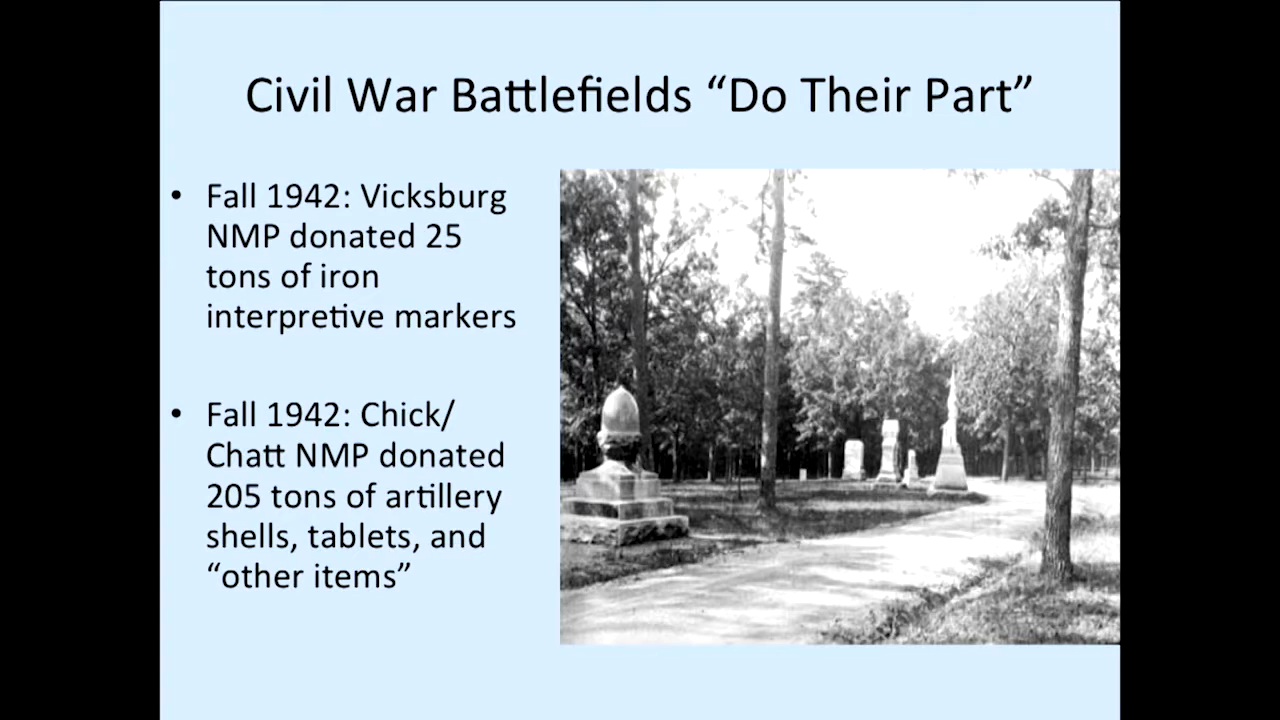 Civil War Battlefields “Do Their Part”
• Fall 1942: Vicksburg
NMP donated 25
tons of iron
interpretive markers
• Fall 1942: Chick/
Chatt NMP donated
205 tons of artillery
shells, tablets, and
“other items”